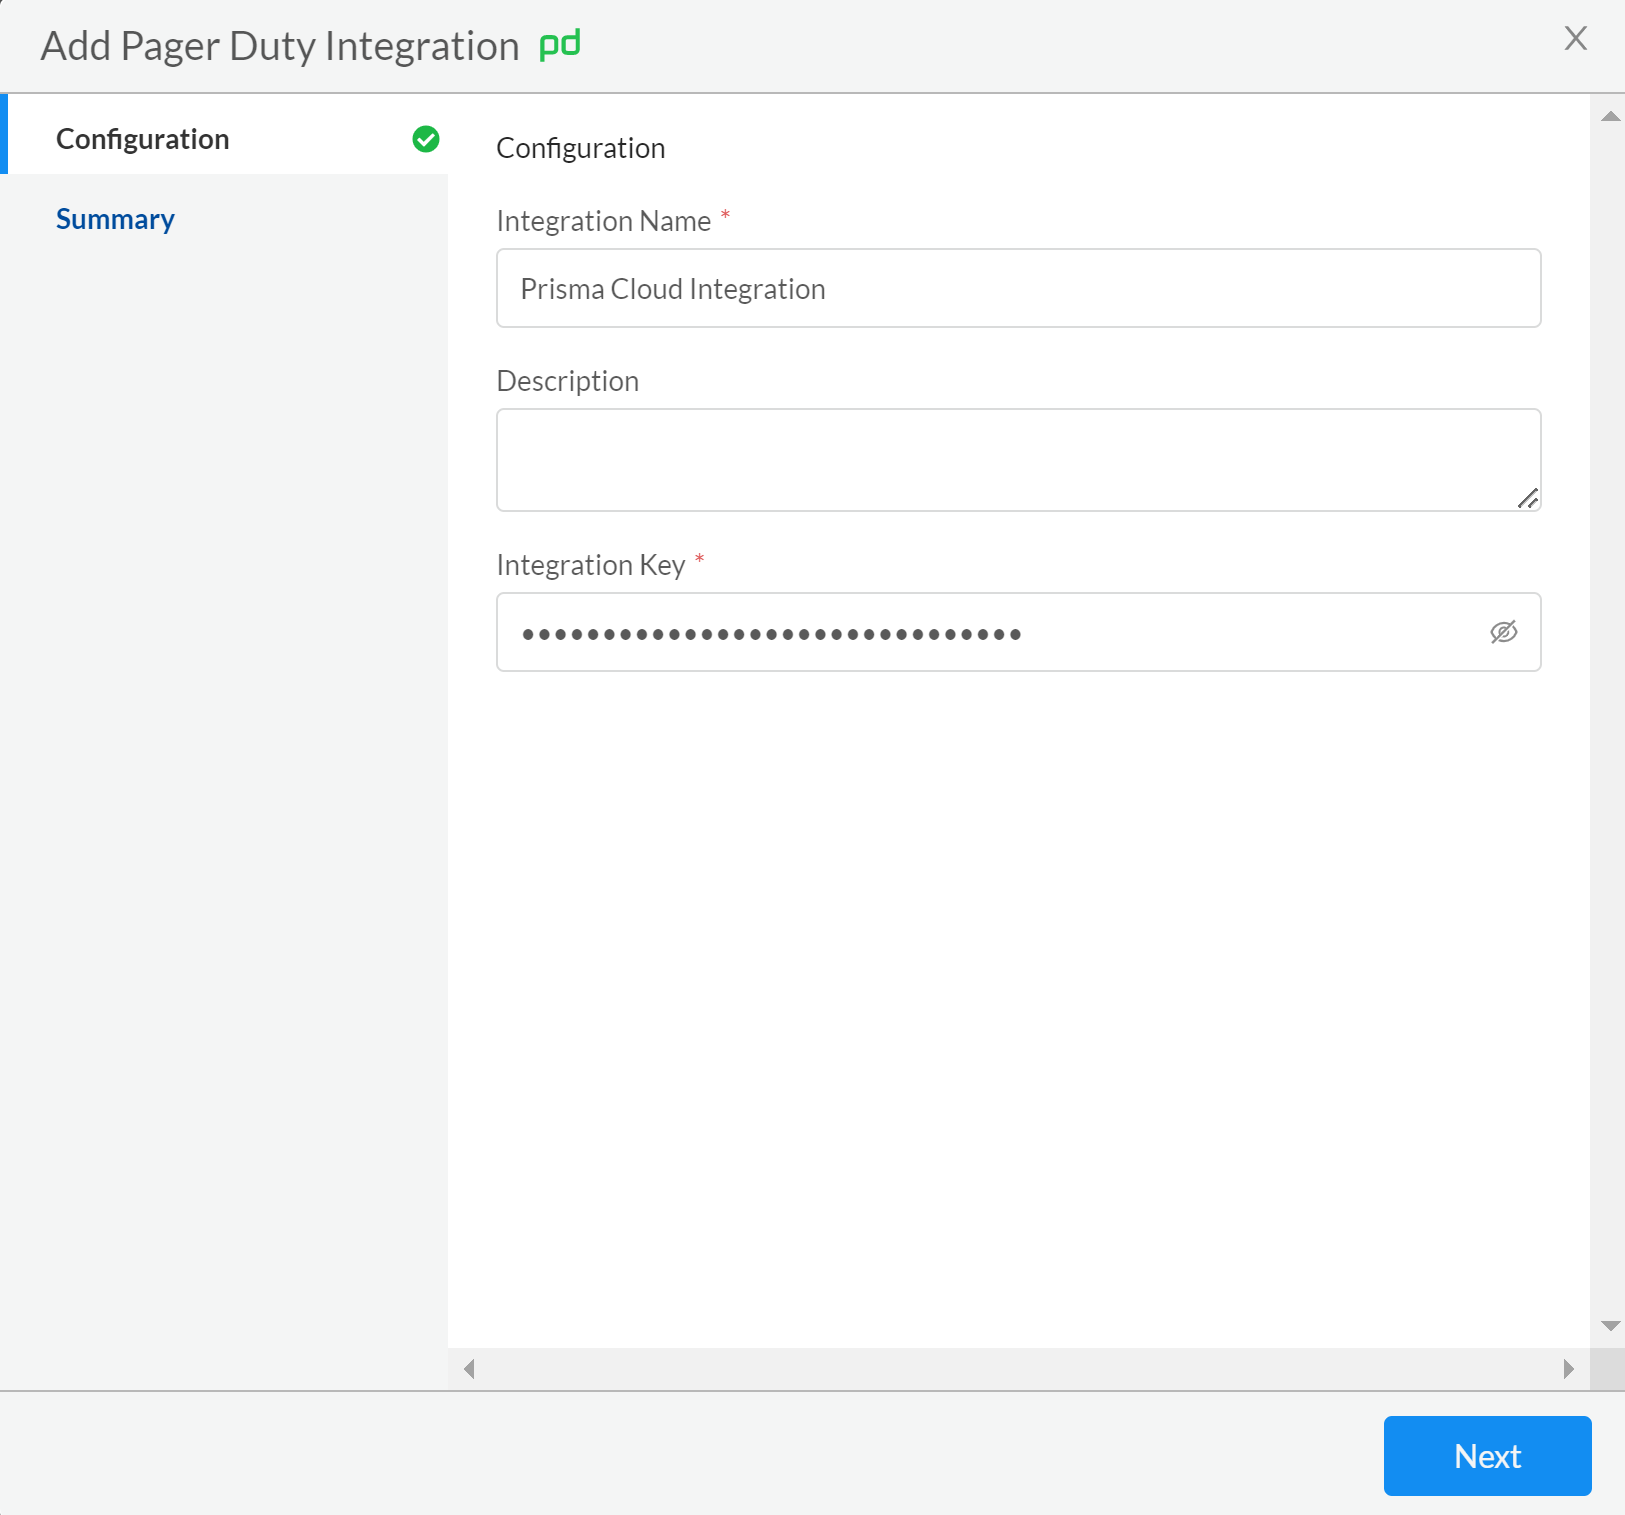 Add Pager Duty Integration pd
X
Configuration
Summary
Configuration
Integration Name *
Prisma Cloud Integration
Description
Integration Key *
•••••••••••••••••••••••••••••••
Next